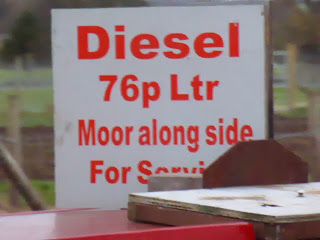 Diesel
76p Ltr
Moor along side
For